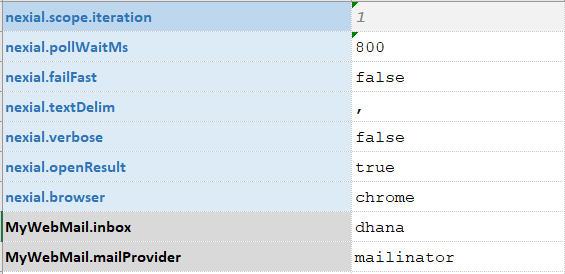 nexial.scope.iteration 1
nexial.pollWaitMs 800
nexial.failFast false
nexial.textDelim ,
nexial.verbose false
nexial.openResult true
nexial.browser chrome
MyWebMail.inbox dhana
MyWebMail.mailProvider mailinator